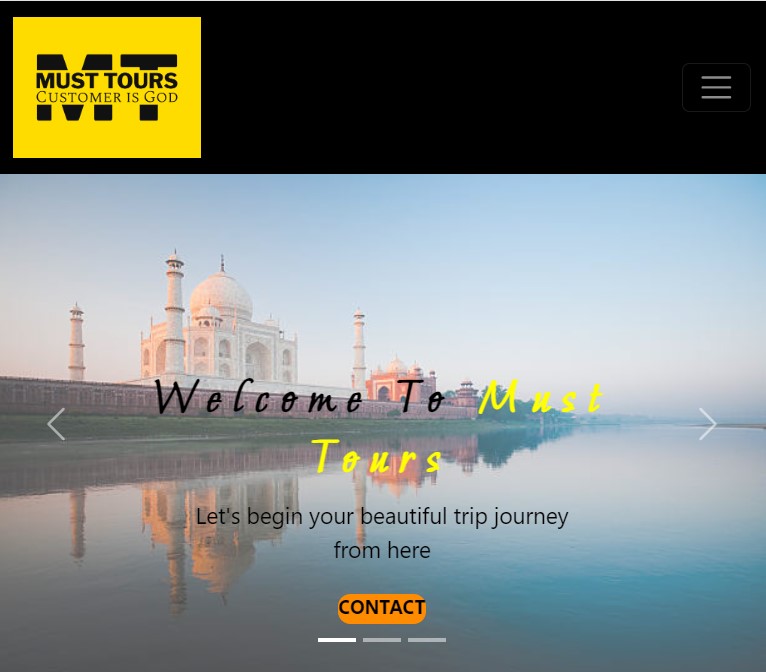 MT
MUST TOURS
CUSTOMER IS GOD
Welcome To Must
Tours
Let's begin your beautiful trip journey
from here
CONTACT